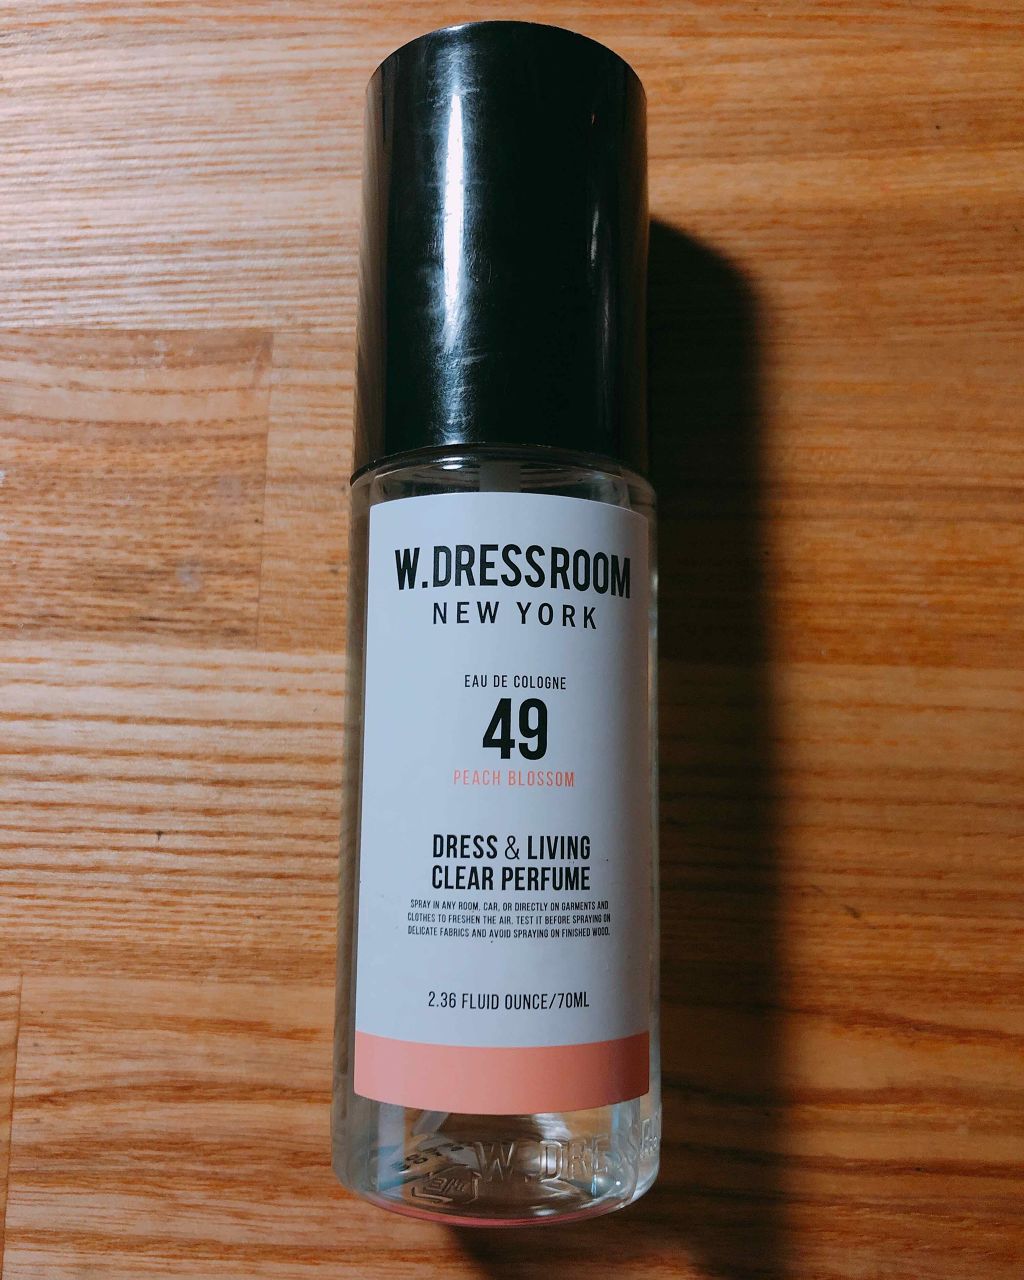 W.DRESSROOM
NEW YORK
EAU DE COLOGNE
49
PEACH BLOSSOM
DRESS & LIVING
CLEAR PERFUME
SPRAY IN ANY ROOM, CAR, OR DIRECTLY ON GARMENTS AND
CLOTHES TO FRESHEN THE AIR. TEST IT BEFORE SPRAYING ON
DELICATE FABRICS AND AVOID SPRAYING ON FINISHED WOOD.
2.36 FLUID OUNCE/70ML
W.DRESS